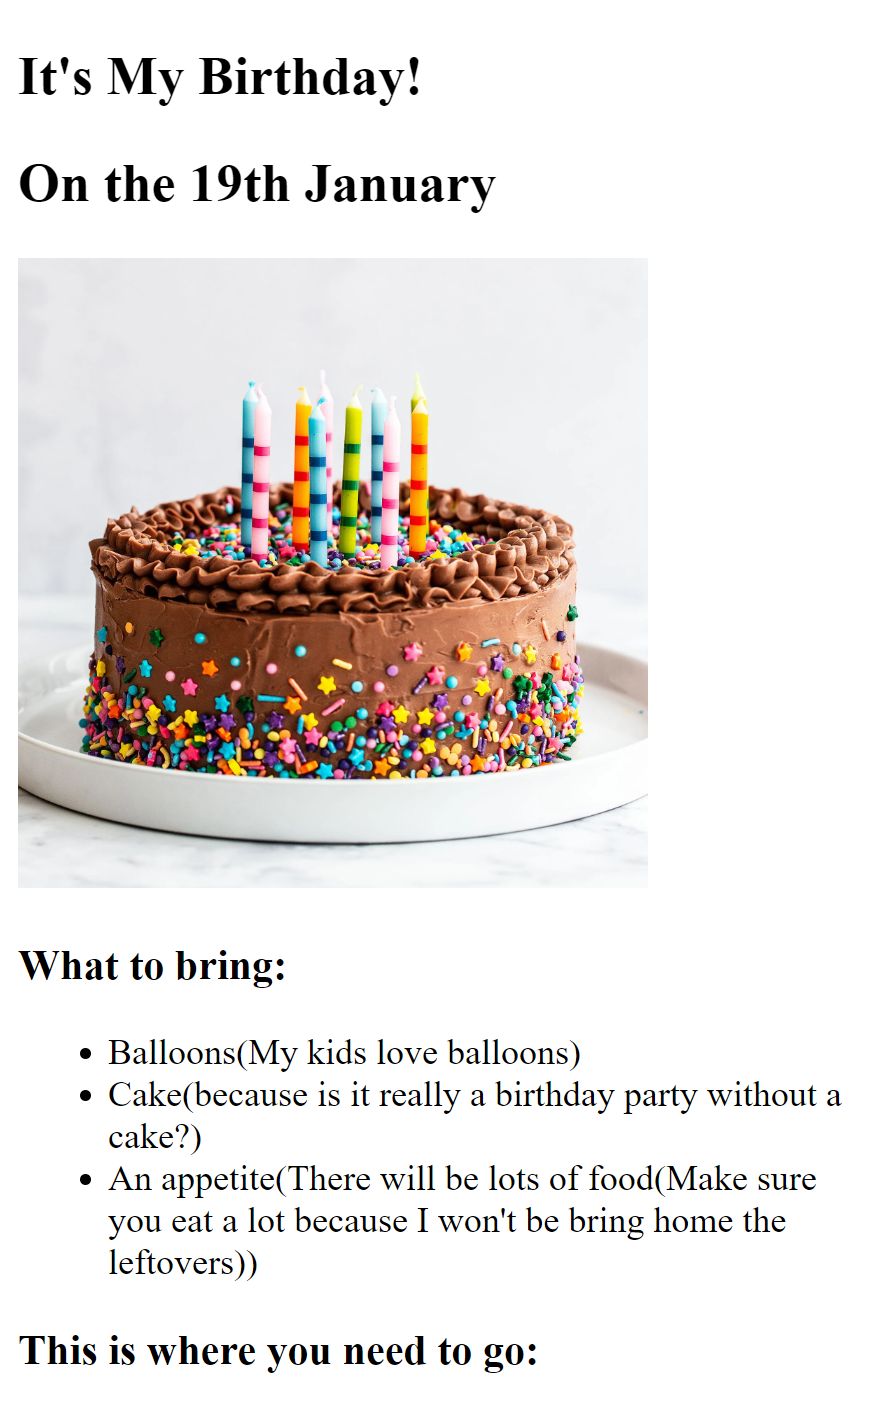 It's My Birthday!
On the 19th January
What to bring:
Balloons(My kids love balloons)
Cake(because is it really a birthday party without a
cake?)
An appetite(There will be lots of food(Make sure
you eat a lot because I won't be bring home the
leftovers))
This is where you need to go: